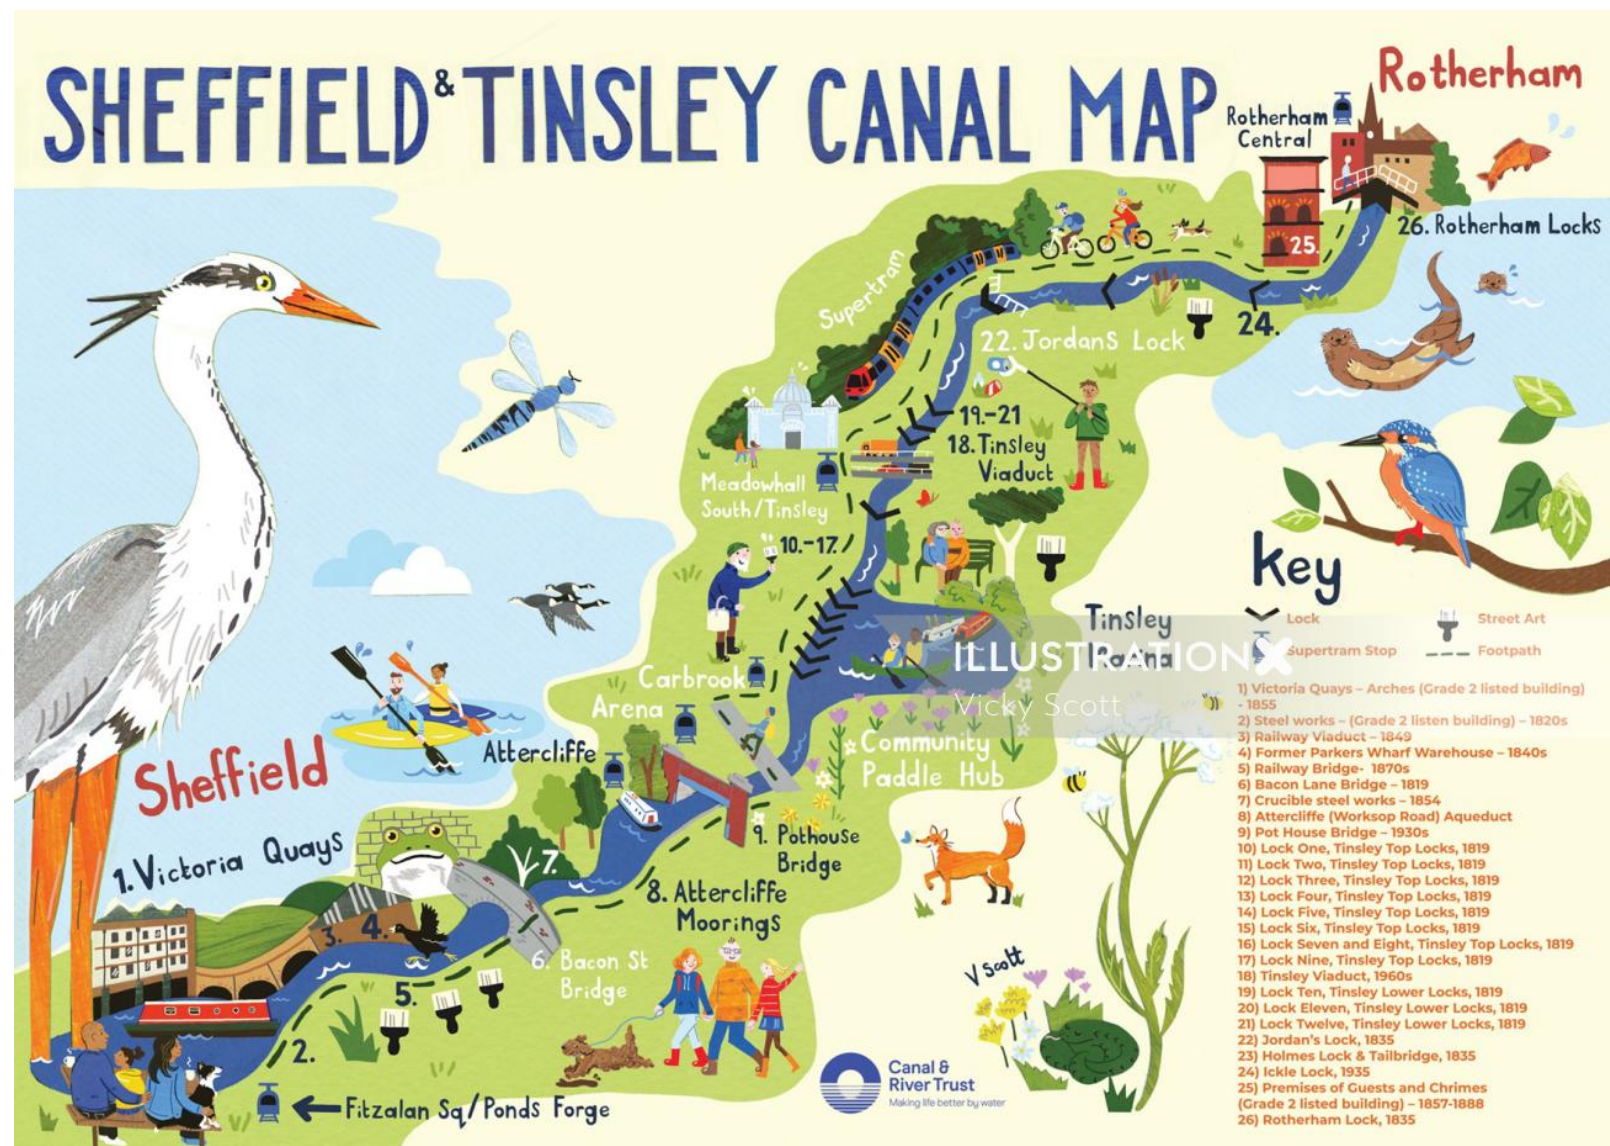 SHEFFIELD & TINSLEY CANAL MAP
Rotherham
Rotherham
Central
25.
26. Rotherham Locks
24.
Supertram
22. Jordans Lock
19.-21
18. Tinsley
Viaduct
Meadowhall
South/Tinsley
10.-17.
Tinsley
Marina
Carbrook
Arena
Attercliffe
Community
Paddle Hub
Sheffield
1. Victoria Quays
9. Pothouse
Bridge
7.
8. Attercliffe
Moorings
3. 4.
6. Bacon St
Bridge
5.
2.
Fitzalan Sq/Ponds Forge
V Scott
Canal &
River Trust
Making life better by water
ILLUSTRATIONX
Vicky Scott
Key
Lock
Street Art
Supertram Stop
Footpath
1) Victoria Quays – Arches (Grade 2 listed building)
- 1855
2) Steel works – (Grade 2 listen building) – 1820s
3) Railway Viaduct – 1849
4) Former Parkers Wharf Warehouse – 1840s
5) Railway Bridge- 1870s
6) Bacon Lane Bridge – 1819
7) Crucible steel works – 1854
8) Attercliffe (Worksop Road) Aqueduct
9) Pot House Bridge – 1930s
10) Lock One, Tinsley Top Locks, 1819
11) Lock Two, Tinsley Top Locks, 1819
12) Lock Three, Tinsley Top Locks, 1819
13) Lock Four, Tinsley Top Locks, 1819
14) Lock Five, Tinsley Top Locks, 1819
15) Lock Six, Tinsley Top Locks, 1819
16) Lock Seven and Eight, Tinsley Top Locks, 1819
17) Lock Nine, Tinsley Top Locks, 1819
18) Tinsley Viaduct, 1960s
19) Lock Ten, Tinsley Lower Locks, 1819
20) Lock Eleven, Tinsley Lower Locks, 1819
21) Lock Twelve, Tinsley Lower Locks, 1819
22) Jordan's Lock, 1835
23) Holmes Lock & Tailbridge, 1835
24) Ickle Lock, 1935
25) Premises of Guests and Chrimes
(Grade 2 listed building) – 1857-1888
26) Rotherham Lock, 1835